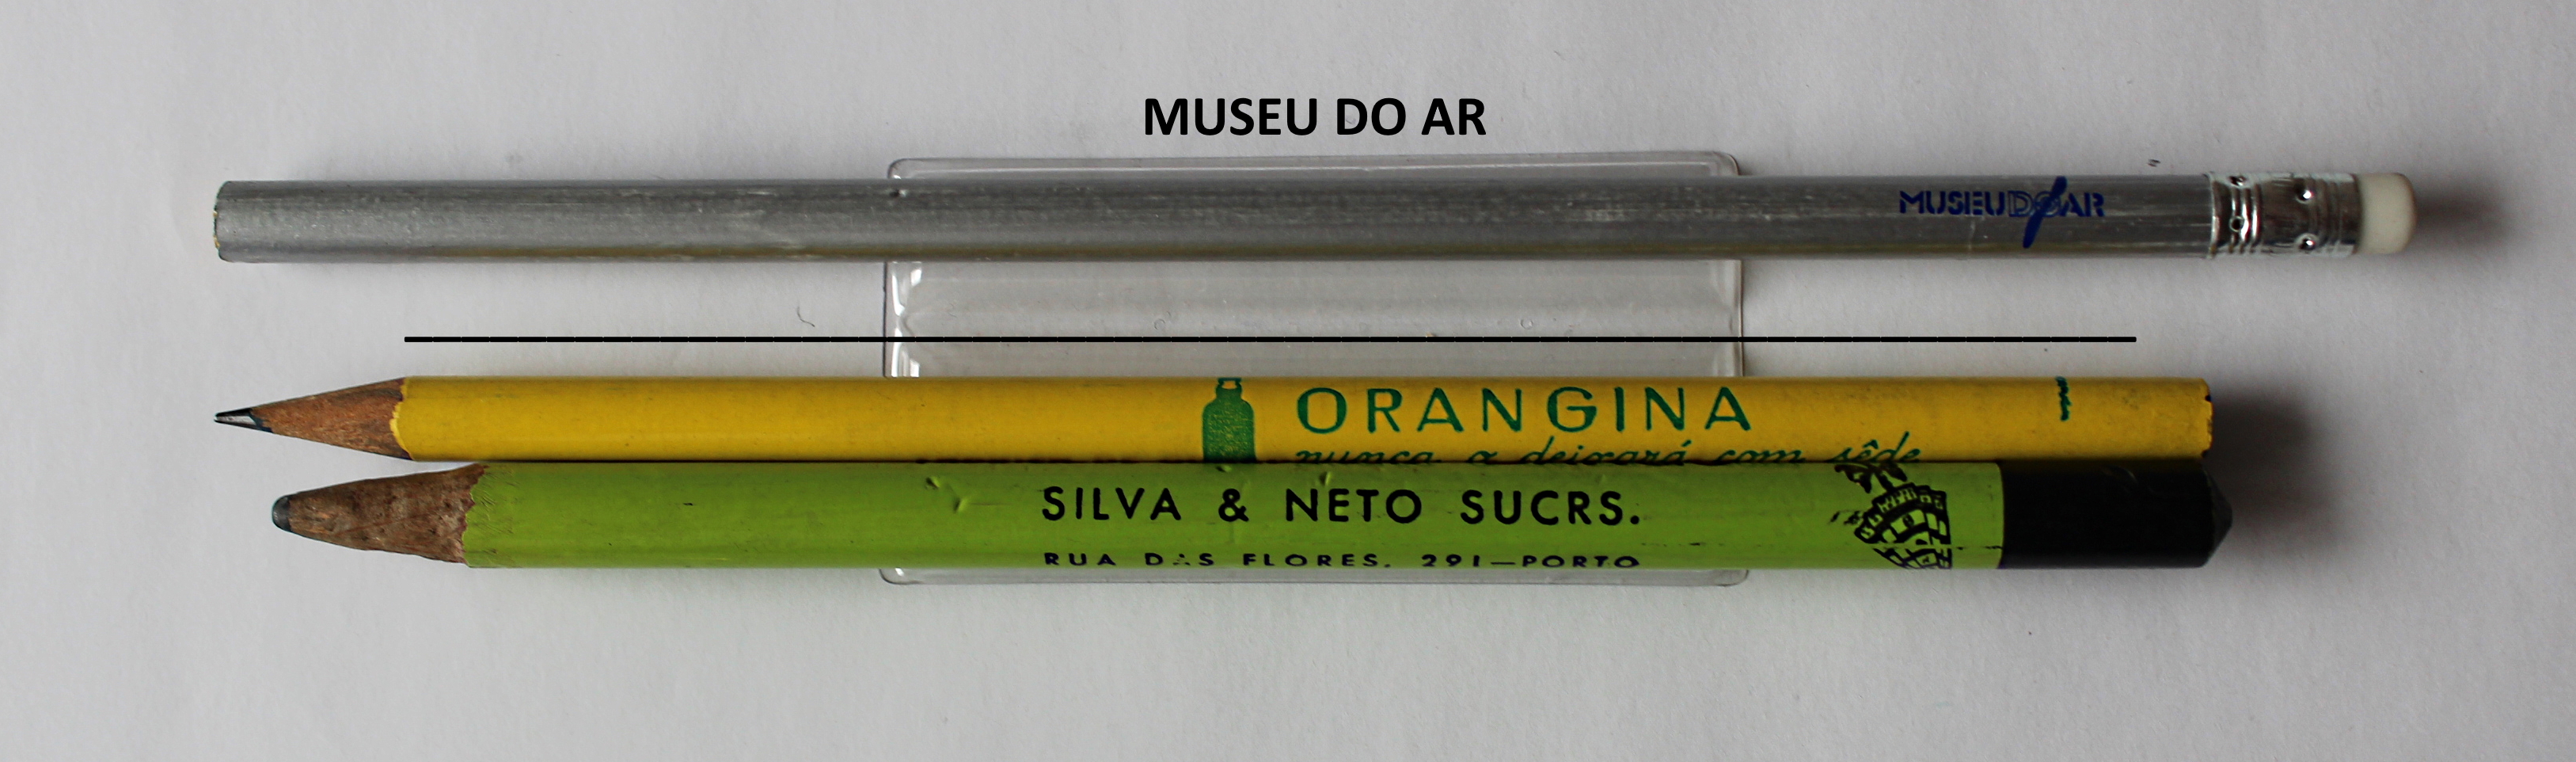 MUSEU DO AR
MUSEU DO AR
ORANGINA
nunca a deixará com sêde
SILVA & NETO SUCRS.
RUA DAS FLORES, 291—PORTO